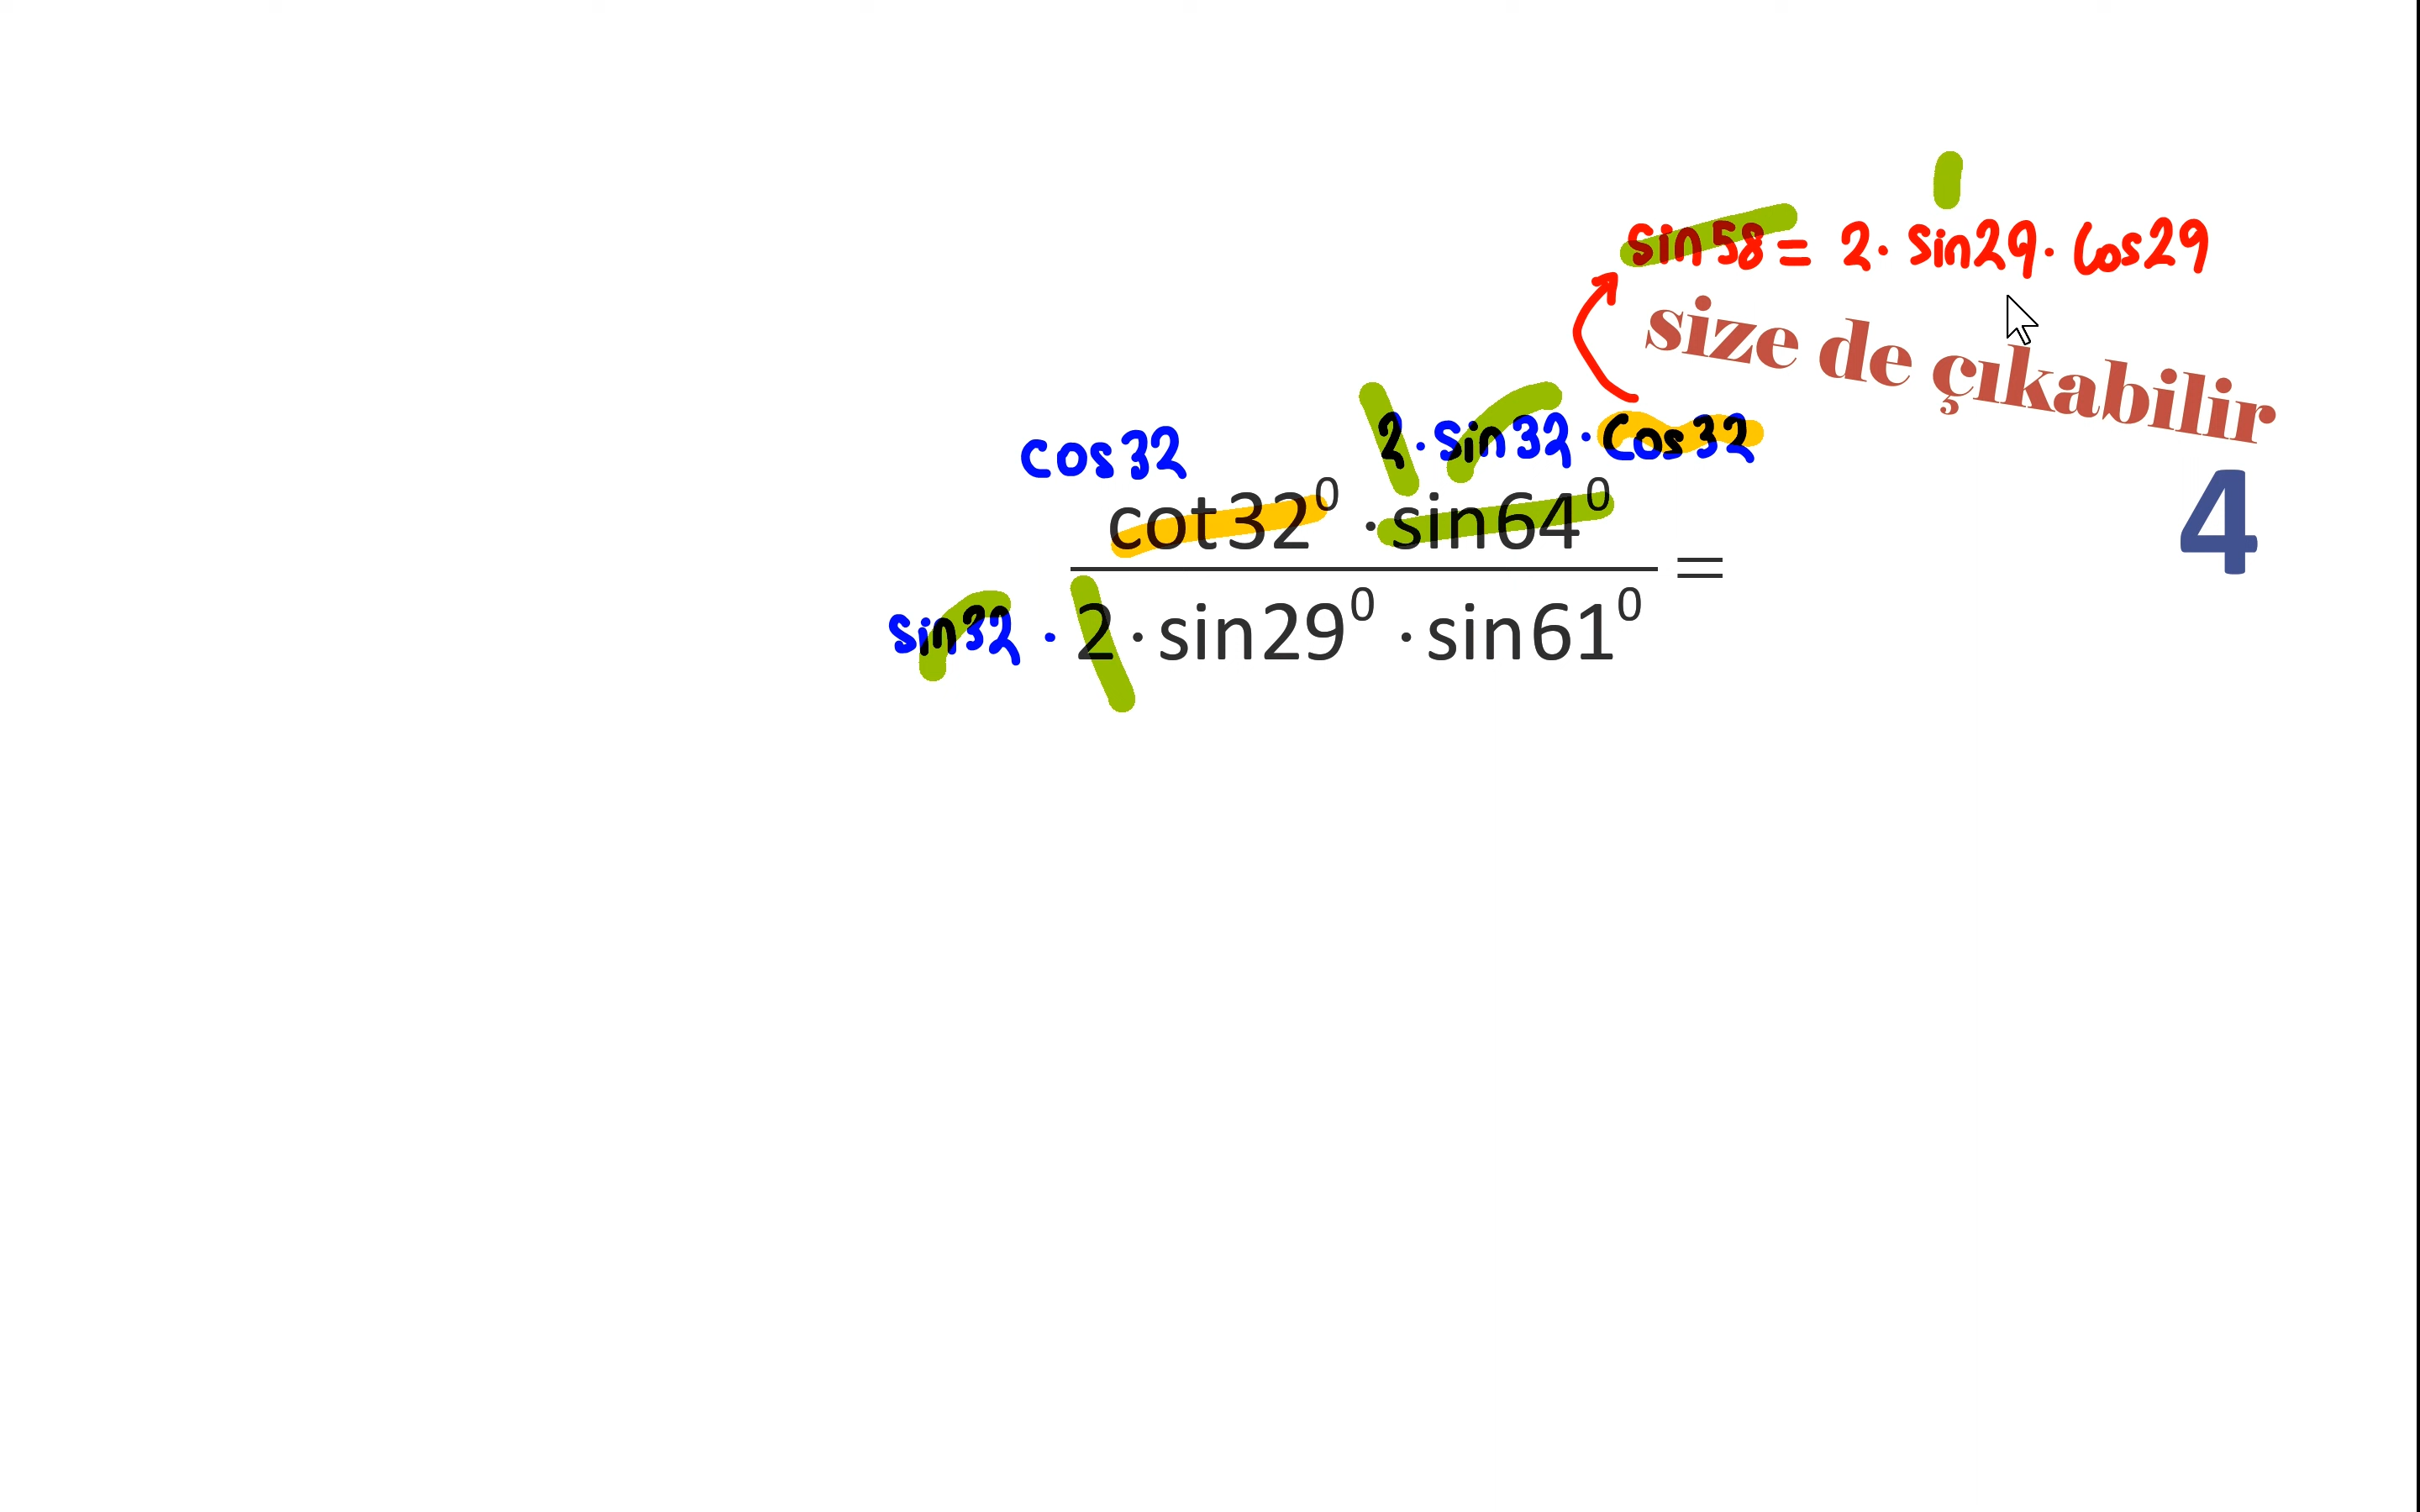 sin58 = 2 · sin29 · cos29
size de çıkabilir
4
cos32 2 · sin32 · cos32
cot32⁰ · sin64⁰
=
sin32 · 2 · sin29⁰ · sin61⁰